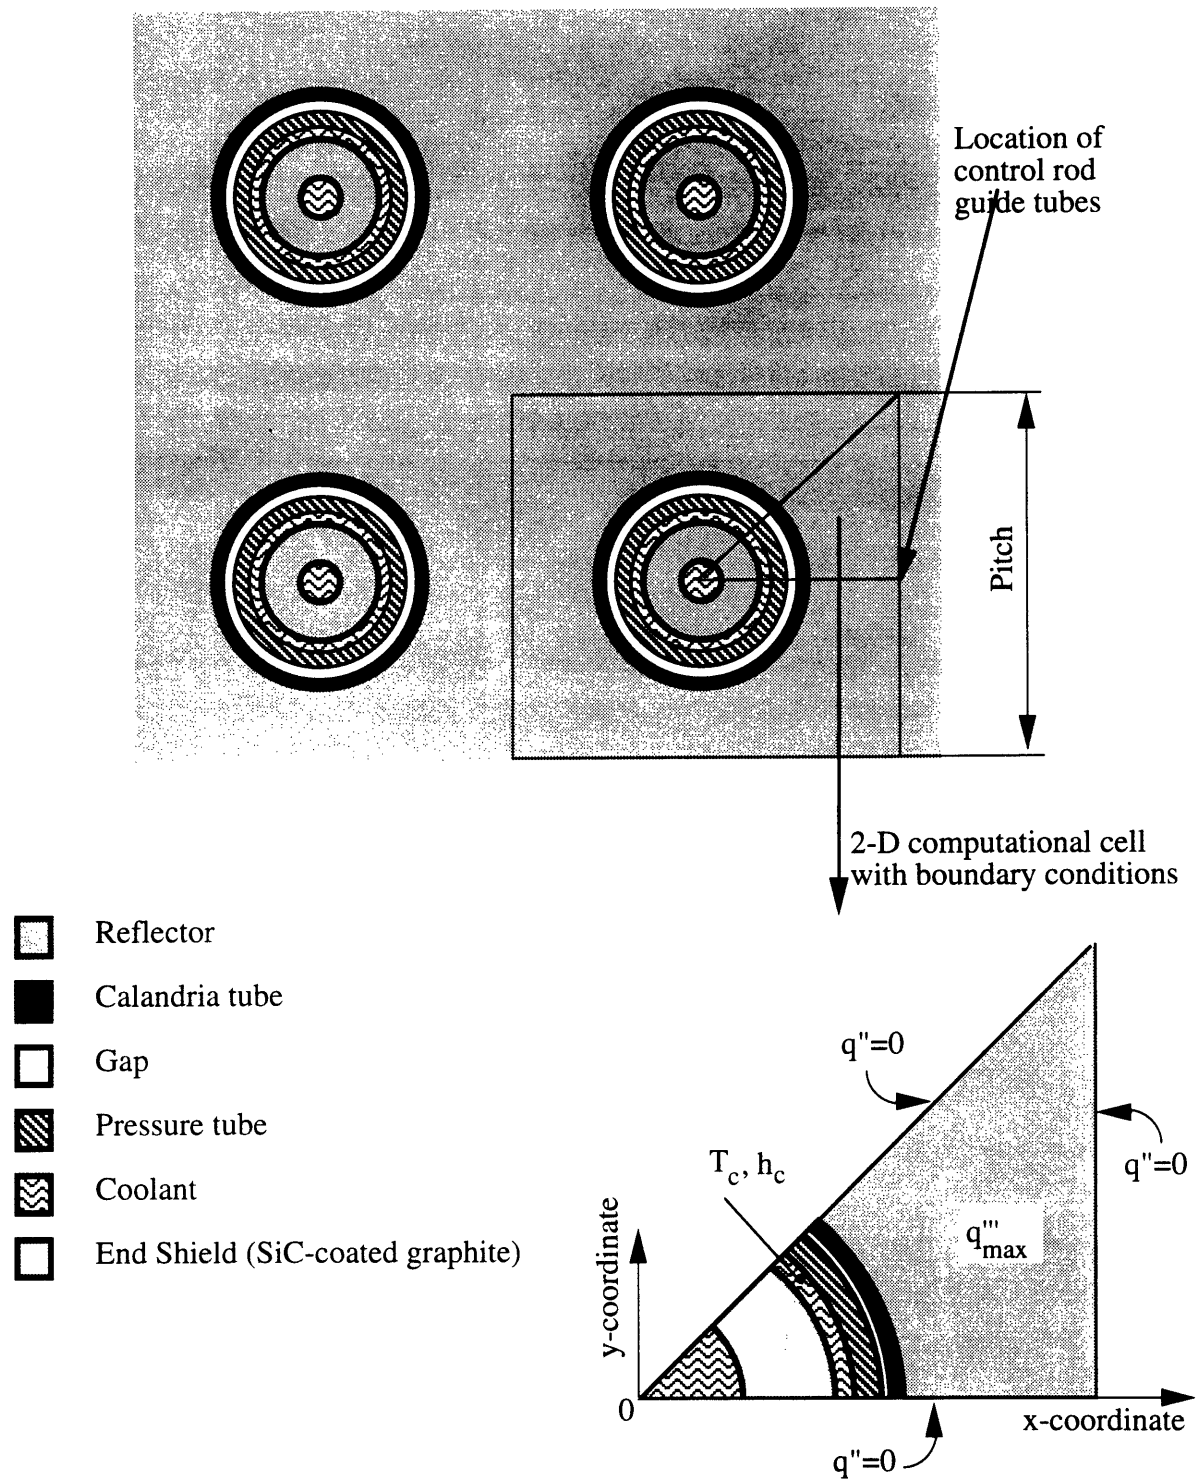 Location of
control rod
guide tubes
Pitch
2-D computational cell
with boundary conditions
Reflector
Calandria tube
Gap
Pressure tube
Coolant
End Shield (SiC-coated graphite)
q"=0
q"=0
T_c, h_c
q'''_max
y-coordinate
0
x-coordinate
q"=0